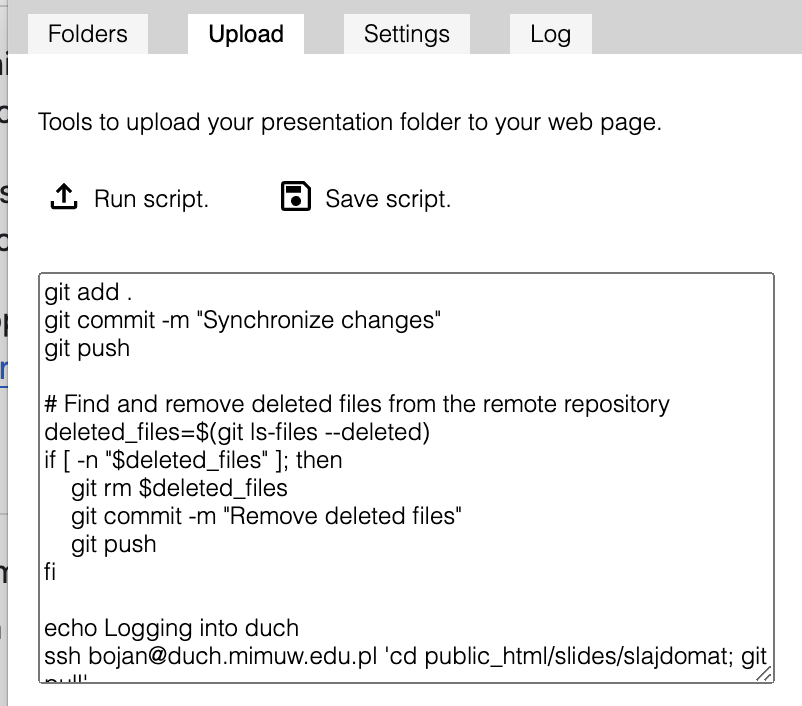 Folders Upload Settings Log
Tools to upload your presentation folder to your web page.
Run script. Save script.
git add .
git commit -m "Synchronize changes"
git push
# Find and remove deleted files from the remote repository
deleted_files=$(git ls-files --deleted)
if [ -n "$deleted_files" ]; then
    git rm $deleted_files
    git commit -m "Remove deleted files"
    git push
fi
echo Logging into duch
ssh bojan@duch.mimuw.edu.pl 'cd public_html/slides/slajdomat; git
pull'